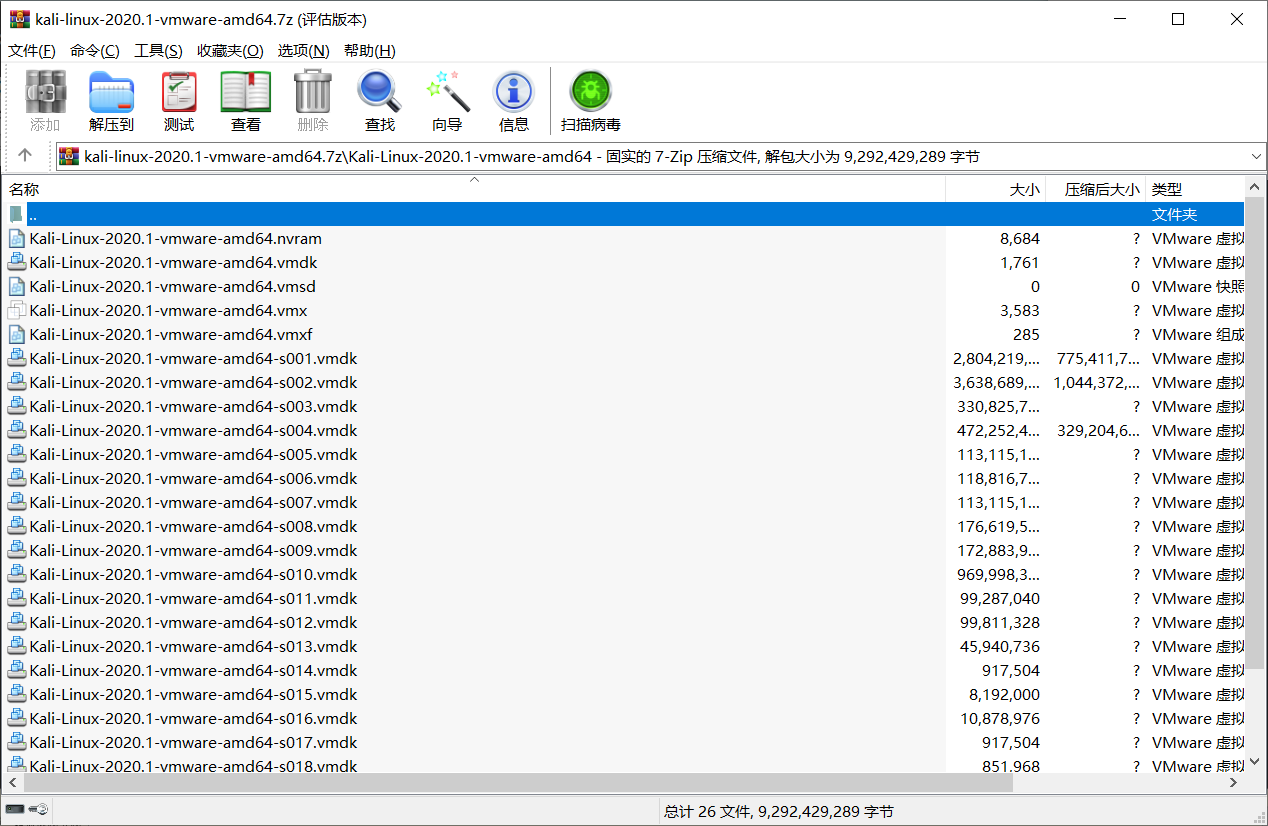 kali-linux-2020.1-vmware-amd64.7z (评估版本)
文件(F) 命令(C) 工具(S) 收藏夹(O) 选项(N) 帮助(H)
添加 解压到 测试 查看 删除 查找 向导 信息 扫描病毒
kali-linux-2020.1-vmware-amd64.7z\Kali-Linux-2020.1-vmware-amd64 - 固实的 7-Zip 压缩文件, 解包大小为 9,292,429,289 字节
名称 大小 压缩后大小 类型
.. 文件夹
Kali-Linux-2020.1-vmware-amd64.nvram 8,684 ? VMware 虚拟
Kali-Linux-2020.1-vmware-amd64.vmdk 1,761 ? VMware 虚拟
Kali-Linux-2020.1-vmware-amd64.vmsd 0 0 VMware 快照
Kali-Linux-2020.1-vmware-amd64.vmx 3,583 ? VMware 虚拟
Kali-Linux-2020.1-vmware-amd64.vmxf 285 ? VMware 组成
Kali-Linux-2020.1-vmware-amd64-s001.vmdk 2,804,219,... 775,411,7... VMware 虚拟
Kali-Linux-2020.1-vmware-amd64-s002.vmdk 3,638,689,... 1,044,372,... VMware 虚拟
Kali-Linux-2020.1-vmware-amd64-s003.vmdk 330,825,7... ? VMware 虚拟
Kali-Linux-2020.1-vmware-amd64-s004.vmdk 472,252,4... 329,204,6... VMware 虚拟
Kali-Linux-2020.1-vmware-amd64-s005.vmdk 113,115,1... ? VMware 虚拟
Kali-Linux-2020.1-vmware-amd64-s006.vmdk 118,816,7... ? VMware 虚拟
Kali-Linux-2020.1-vmware-amd64-s007.vmdk 113,115,1... ? VMware 虚拟
Kali-Linux-2020.1-vmware-amd64-s008.vmdk 176,619,5... ? VMware 虚拟
Kali-Linux-2020.1-vmware-amd64-s009.vmdk 172,883,9... ? VMware 虚拟
Kali-Linux-2020.1-vmware-amd64-s010.vmdk 969,998,3... ? VMware 虚拟
Kali-Linux-2020.1-vmware-amd64-s011.vmdk 99,287,040 ? VMware 虚拟
Kali-Linux-2020.1-vmware-amd64-s012.vmdk 99,811,328 ? VMware 虚拟
Kali-Linux-2020.1-vmware-amd64-s013.vmdk 45,940,736 ? VMware 虚拟
Kali-Linux-2020.1-vmware-amd64-s014.vmdk 917,504 ? VMware 虚拟
Kali-Linux-2020.1-vmware-amd64-s015.vmdk 8,192,000 ? VMware 虚拟
Kali-Linux-2020.1-vmware-amd64-s016.vmdk 10,878,976 ? VMware 虚拟
Kali-Linux-2020.1-vmware-amd64-s017.vmdk 917,504 ? VMware 虚拟
Kali-Linux-2020.1-vmware-amd64-s018.vmdk 851,968 ? VMware 虚拟
总计 26 文件, 9,292,429,289 字节